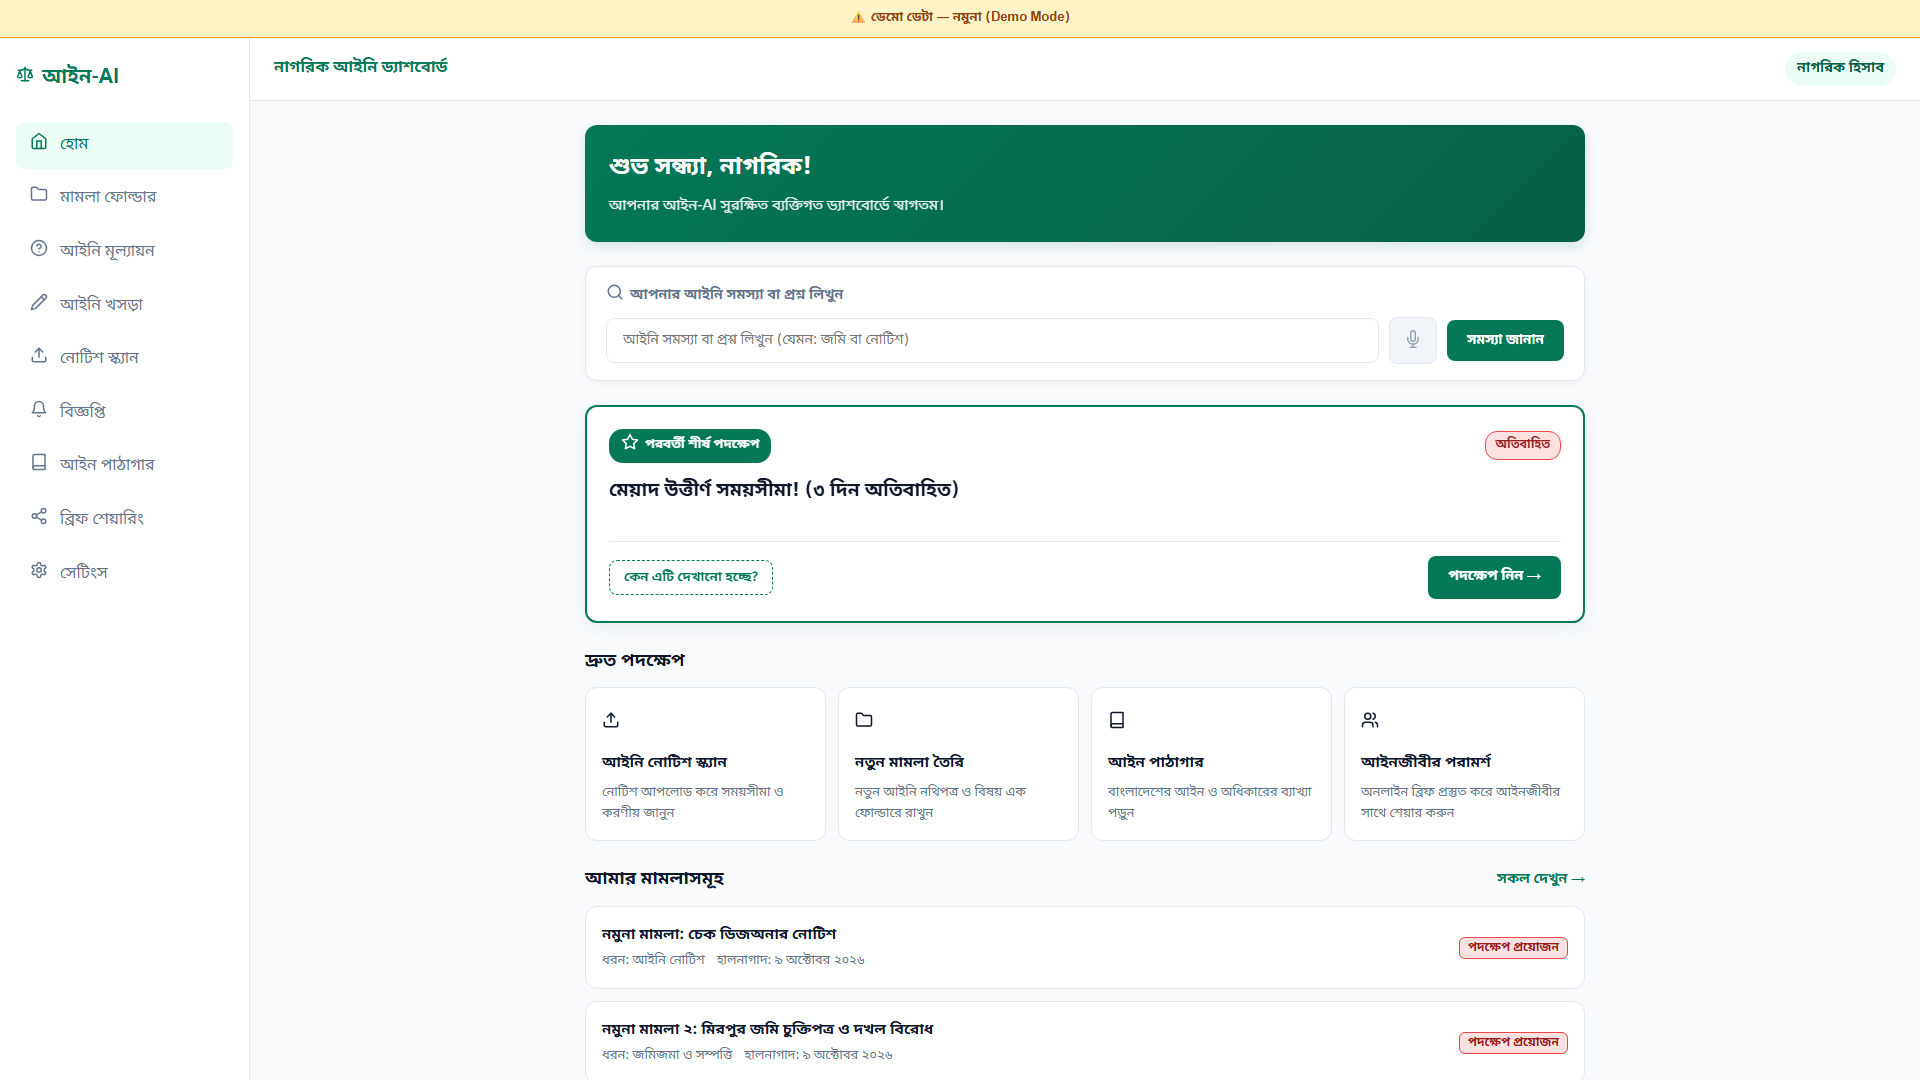 ⚠️ ডেমো ডেটা — নমুনা (Demo Mode)
আইন-AI
হোম
মামলা ফোল্ডার
আইনি মূল্যায়ন
আইনি খসড়া
নোটিশ স্ক্যান
বিজ্ঞপ্তি
আইন পাঠাগার
ব্রিফ শেয়ারিং
সেটিংস
নাগরিক আইনি ড্যাশবোর্ড
নাগরিক হিসাব
শুভ সন্ধ্যা, নাগরিক!
আপনার আইন-AI সুরক্ষিত ব্যক্তিগত ড্যাশবোর্ডে স্বাগতম।
আপনার আইনি সমস্যা বা প্রশ্ন লিখুন
আইনি সমস্যা বা প্রশ্ন লিখুন (যেমন: জমি বা নোটিশ)
সমস্যা জানান
পরবর্তী শীর্ষ পদক্ষেপ
অতিবাহিত
মেয়াদ উত্তীর্ণ সময়সীমা! (৩ দিন অতিবাহিত)
কেন এটি দেখানো হচ্ছে?
পদক্ষেপ নিন →
দ্রুত পদক্ষেপ
আইনি নোটিশ স্ক্যান
নোটিশ আপলোড করে সময়সীমা ও
করণীয় জানুন
নতুন মামলা তৈরি
নতুন আইনি নথিপত্র ও বিষয় এক
ফোল্ডারে রাখুন
আইন পাঠাগার
বাংলাদেশের আইন ও অধিকারের ব্যাখ্যা
পড়ুন
আইনজীবীর পরামর্শ
অনলাইন ব্রিফ প্রস্তুত করে আইনজীবীর
সাথে শেয়ার করুন
আমার মামলাসমূহ
সকল দেখুন →
নমুনা মামলা: চেক ডিজঅনার নোটিশ
ধরন: আইনি নোটিশ হালনাগাদ: ৯ অক্টোবর ২০২৬
পদক্ষেপ প্রয়োজন
নমুনা মামলা ২: মিরপুর জমি চুক্তিপত্র ও দখল বিরোধ
ধরন: জমিজমা ও সম্পত্তি হালনাগাদ: ৯ অক্টোবর ২০২৬
পদক্ষেপ প্রয়োজন